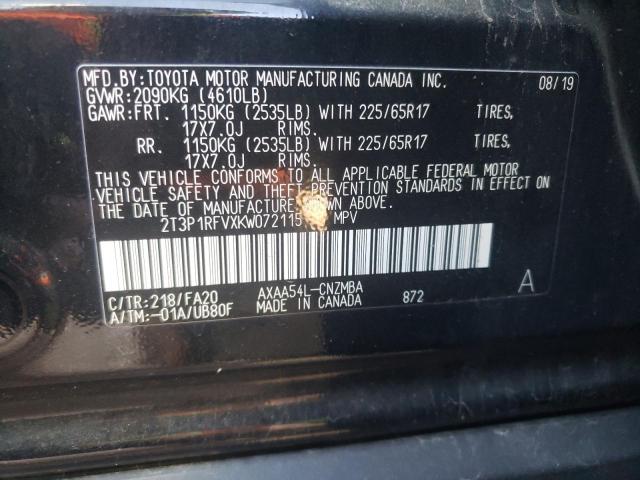 MFD.BY:TOYOTA MOTOR MANUFACTURING CANADA INC. 08/19
GVWR:2090KG (4610LB)
GAWR:FRT. 1150KG (2535LB) WITH 225/65R17 TIRES,
17X7.0J RIMS.
RR. 1150KG (2535LB) WITH 225/65R17 TIRES,
17X7.0J RIMS.
THIS VEHICLE CONFORMS TO ALL APPLICABLE FEDERAL MOTOR
VEHICLE SAFETY AND THEFT PREVENTION STANDARDS IN EFFECT ON
THE DATE OF MANUFACTURE SHOWN ABOVE.
2T3P1RFVXKW072115 MPV
C/TR:218/FA20 AXAA54L-CNZMBA A
A/TM:-01A/UB80F MADE IN CANADA 872